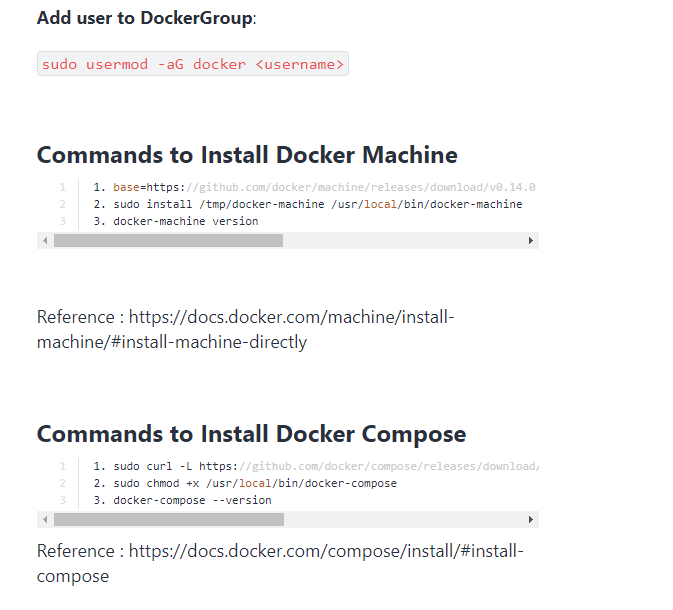 Add user to DockerGroup:
sudo usermod -aG docker <username>
Commands to Install Docker Machine
1 1. base=https://github.com/docker/machine/releases/download/v0.14.0
2 2. sudo install /tmp/docker-machine /usr/local/bin/docker-machine
3 3. docker-machine version
Reference : https://docs.docker.com/machine/install-
machine/#install-machine-directly
Commands to Install Docker Compose
1 1. sudo curl -L https://github.com/docker/compose/releases/download/
2 2. sudo chmod +x /usr/local/bin/docker-compose
3 3. docker-compose --version
Reference : https://docs.docker.com/compose/install/#install-
compose